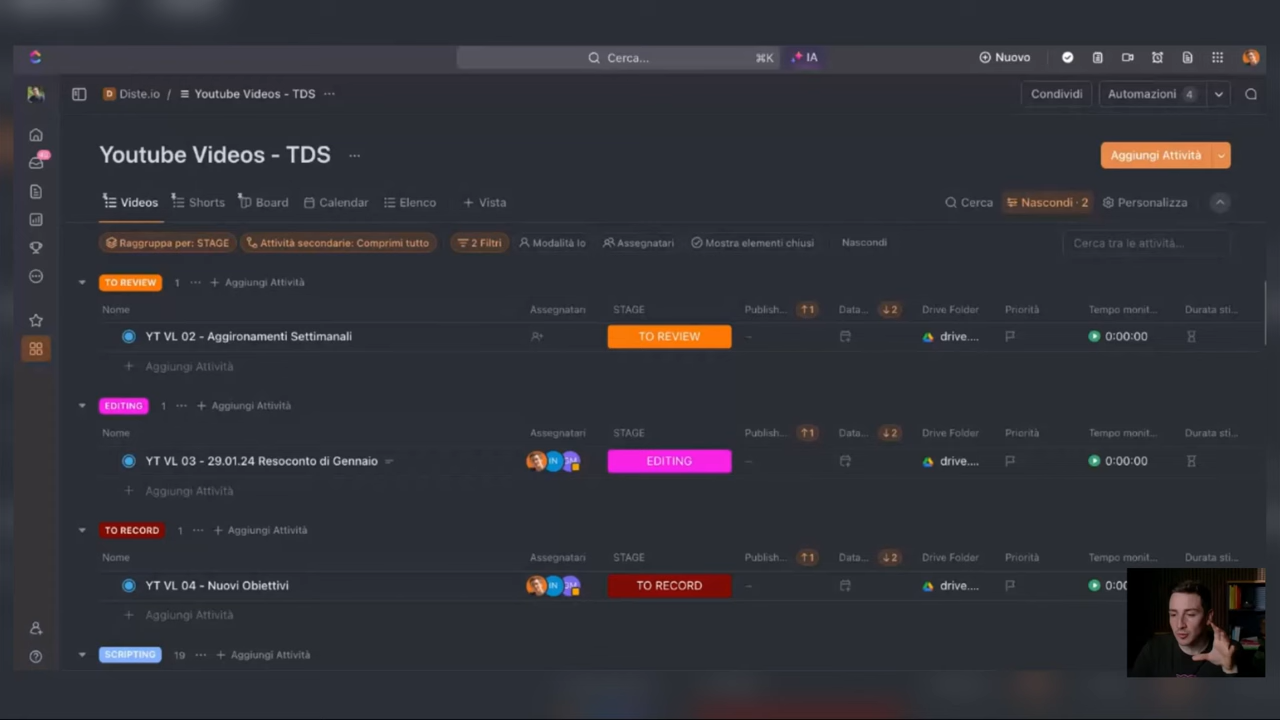 Cerca... ⌘K IA Nuovo
Diste.io / Youtube Videos - TDS ... Condividi Automazioni 4
Youtube Videos - TDS ... Aggiungi Attività
Videos Shorts Board Calendar Elenco + Vista Cerca Nascondi · 2 Personalizza
Raggruppa per: STAGE Attività secondarie: Comprimi tutto 2 Filtri Modalità Io Assegnatari Mostra elementi chiusi Nascondi Cerca tra le attività...
TO REVIEW 1 ... + Aggiungi Attività
Nome Assegnatari STAGE Publish... ↑1 Data... ↓2 Drive Folder Priorità Tempo monit... Durata sti...
YT VL 02 - Aggironamenti Settimanali TO REVIEW – drive.... 0:00:00
+ Aggiungi Attività
EDITING 1 ... + Aggiungi Attività
Nome Assegnatari STAGE Publish... ↑1 Data... ↓2 Drive Folder Priorità Tempo monit... Durata sti...
YT VL 03 - 29.01.24 Resoconto di Gennaio IN EDITING – drive.... 0:00:00
+ Aggiungi Attività
TO RECORD 1 ... + Aggiungi Attività
Nome Assegnatari STAGE Publish... ↑1 Data... ↓2 Drive Folder Priorità Tempo monit... Durata sti...
YT VL 04 - Nuovi Obiettivi IN TO RECORD – drive.... 0:00
+ Aggiungi Attività
SCRIPTING 19 ... + Aggiungi Attività